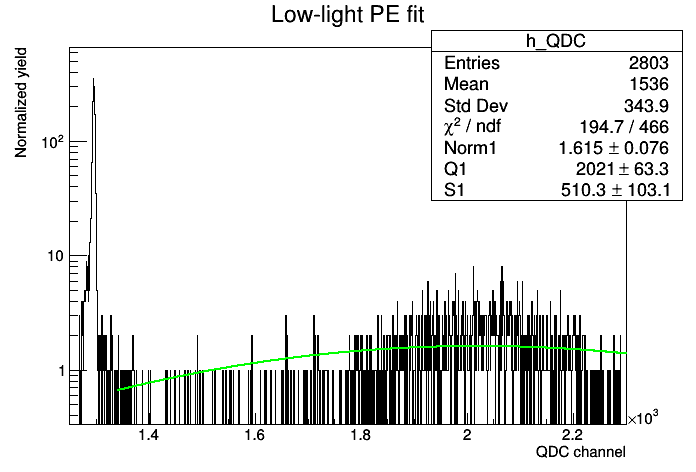 Low-light PE fit
h_QDC
Entries 2803
Mean 1536
Std Dev 343.9
χ² / ndf 194.7 / 466
Norm1 1.615 ± 0.076
Q1 2021 ± 63.3
S1 510.3 ± 103.1
Normalized yield
10²
10
1
1.4 1.6 1.8 2 2.2 ×10³
QDC channel